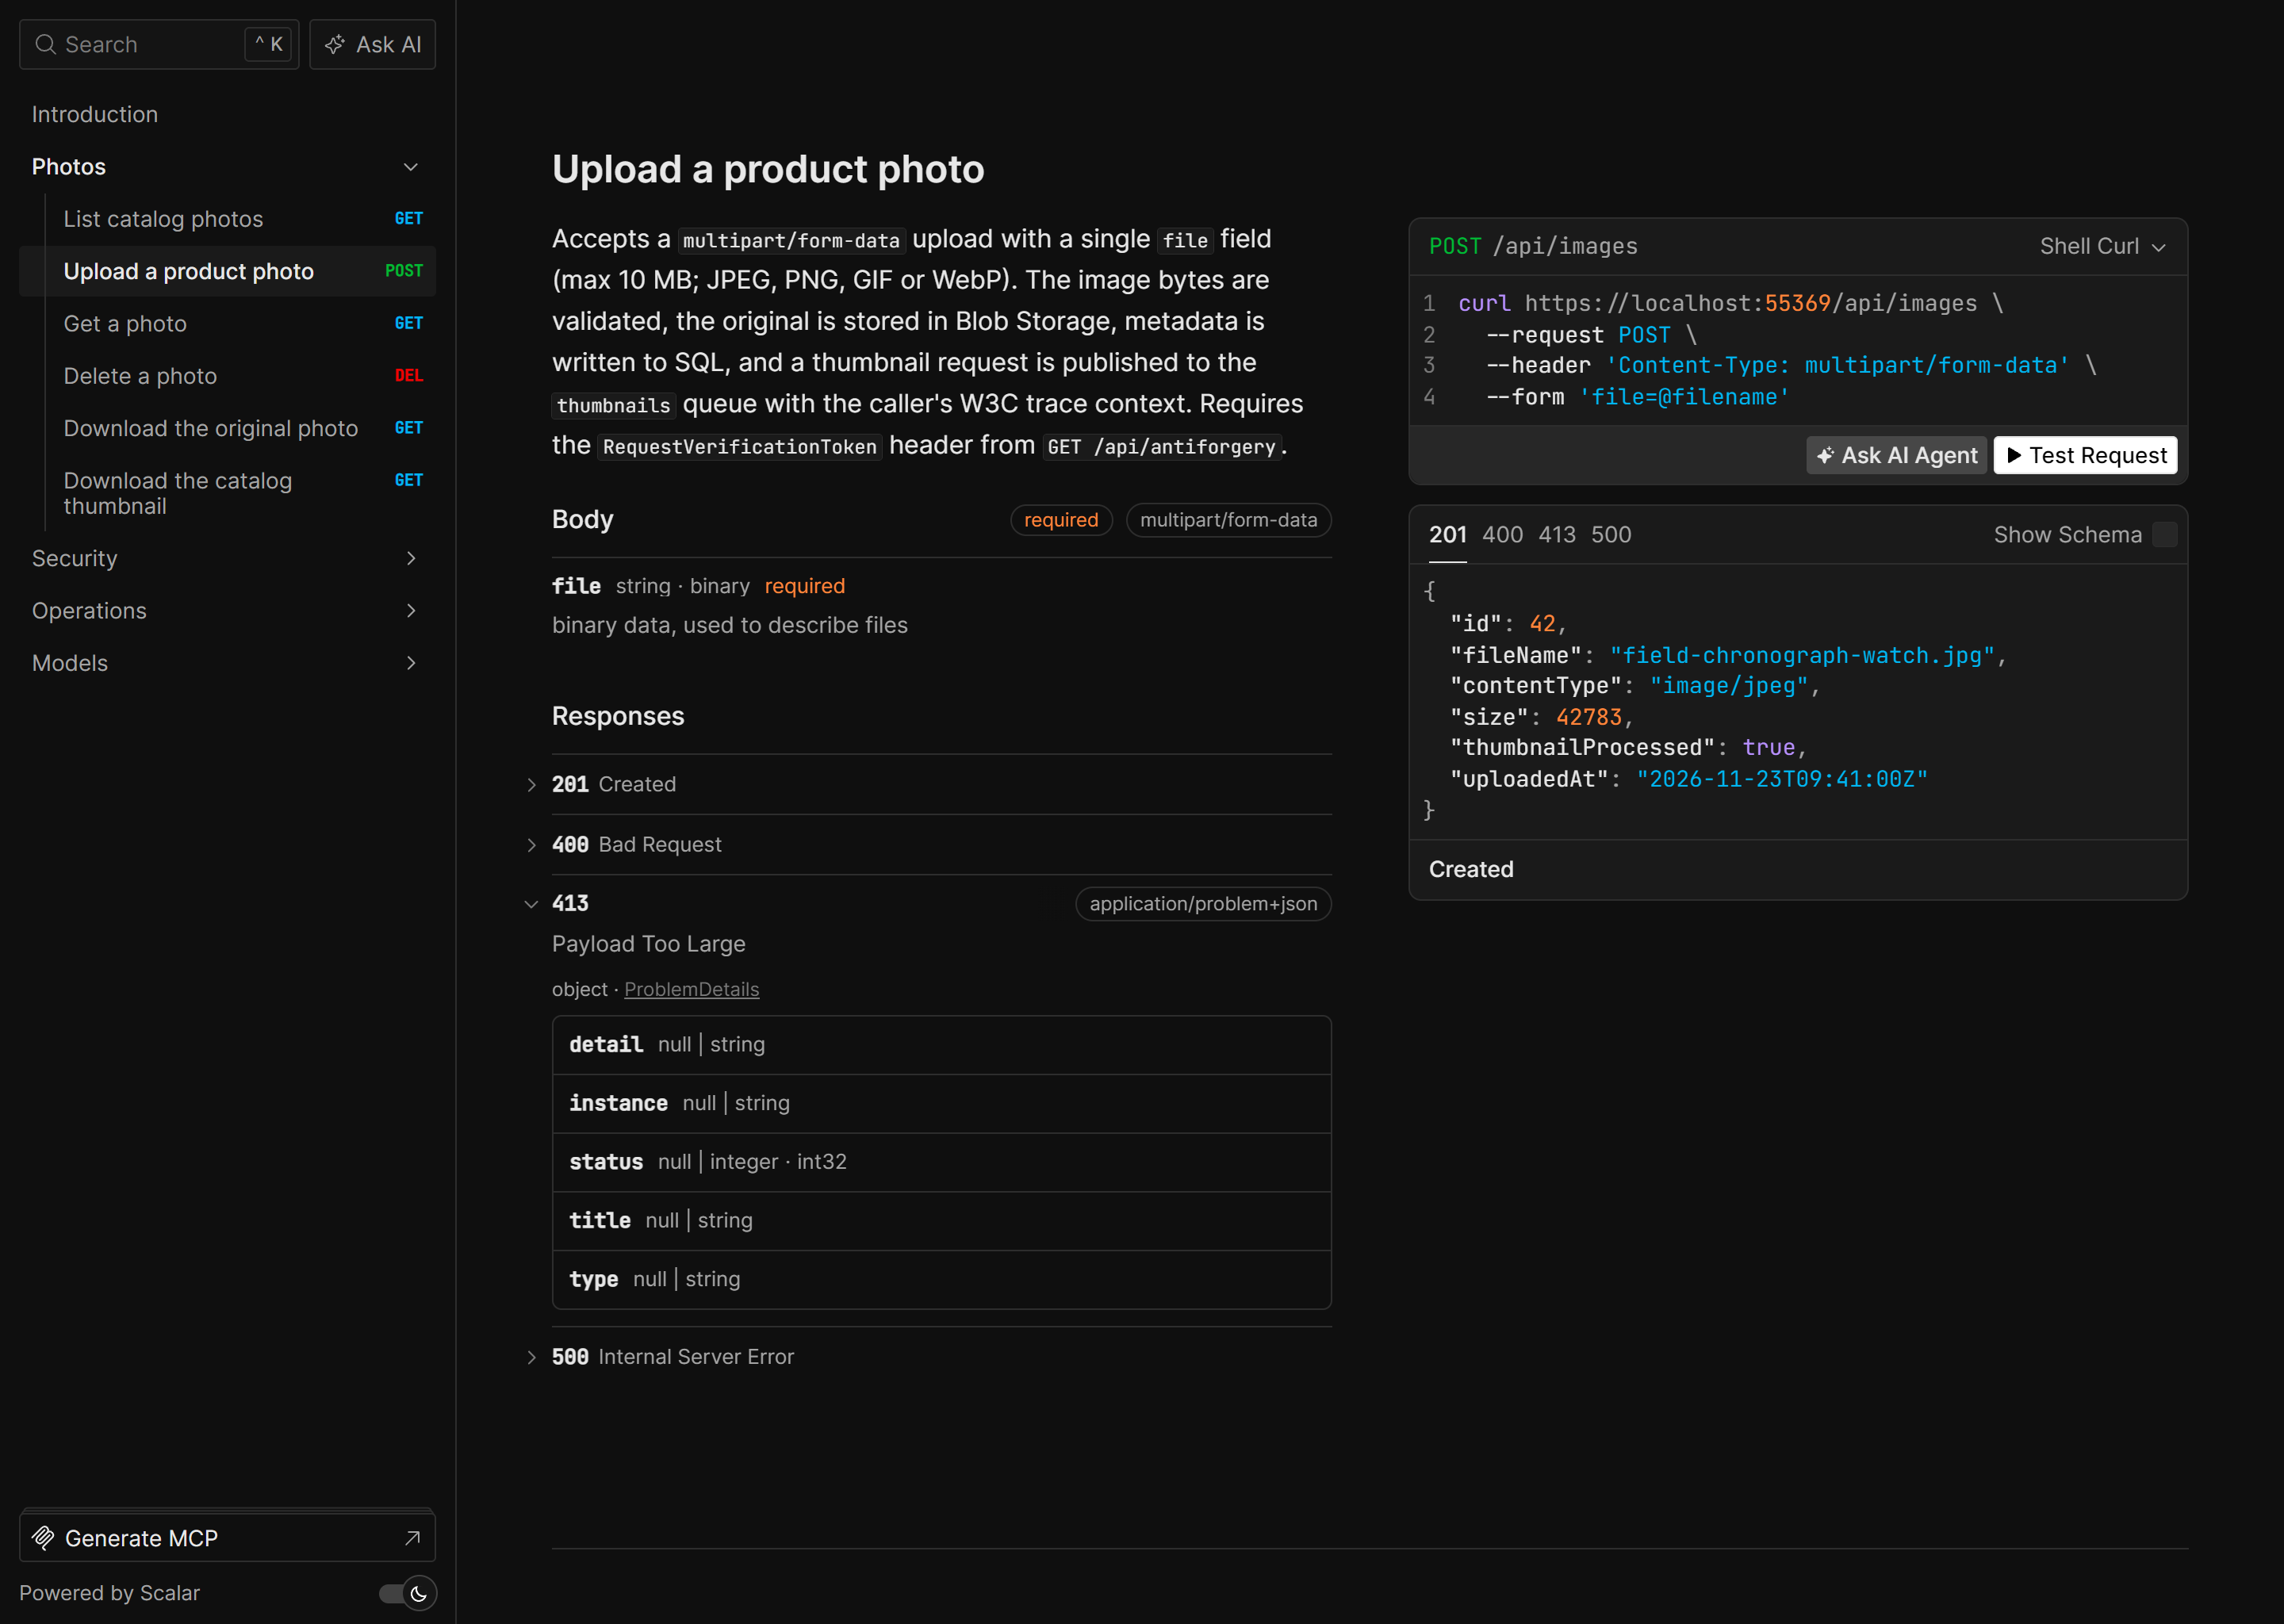 Search
^ K
Ask AI
Introduction
Photos
List catalog photos GET
Upload a product photo POST
Get a photo GET
Delete a photo DEL
Download the original photo GET
Download the catalog GET
thumbnail
Security
Operations
Models
Generate MCP
Powered by Scalar
Upload a product photo
Accepts a multipart/form-data upload with a single file field
(max 10 MB; JPEG, PNG, GIF or WebP). The image bytes are
validated, the original is stored in Blob Storage, metadata is
written to SQL, and a thumbnail request is published to the
thumbnails queue with the caller's W3C trace context. Requires
the RequestVerificationToken header from GET /api/antiforgery.
Body required multipart/form-data
file string · binary required
binary data, used to describe files
Responses
201 Created
400 Bad Request
413 application/problem+json
Payload Too Large
object · ProblemDetails
detail null | string
instance null | string
status null | integer · int32
title null | string
type null | string
500 Internal Server Error
POST /api/images Shell Curl
1 curl https://localhost:55369/api/images \
2 --request POST \
3 --header 'Content-Type: multipart/form-data' \
4 --form 'file=@filename'
Ask AI Agent Test Request
201 400 413 500 Show Schema
{
"id": 42,
"fileName": "field-chronograph-watch.jpg",
"contentType": "image/jpeg",
"size": 42783,
"thumbnailProcessed": true,
"uploadedAt": "2026-11-23T09:41:00Z"
}
Created